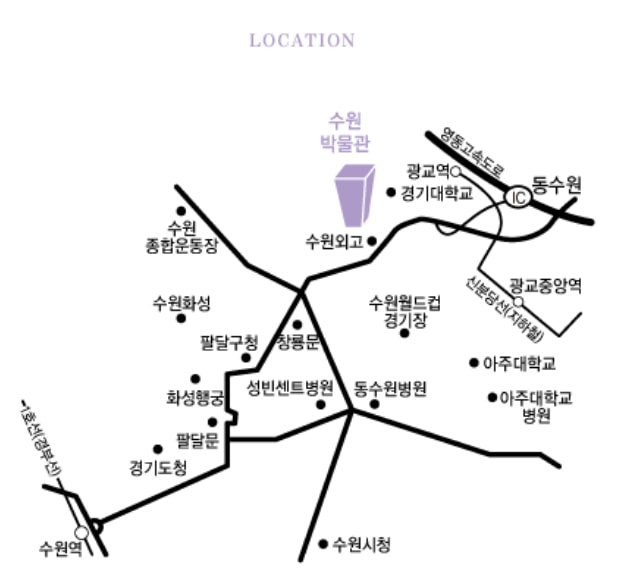 LOCATION
수원
박물관
영동고속도로
광교역
경기대학교
IC
동수원
수원
종합운동장
수원외고
광교중앙역
신분당선(지하철)
수원화성
수원월드컵
경기장
팔달구청
창룡문
아주대학교
화성행궁
성빈센트병원
동수원병원
아주대학교
병원
팔달문
1호선(경부선)
경기도청
수원역
수원시청